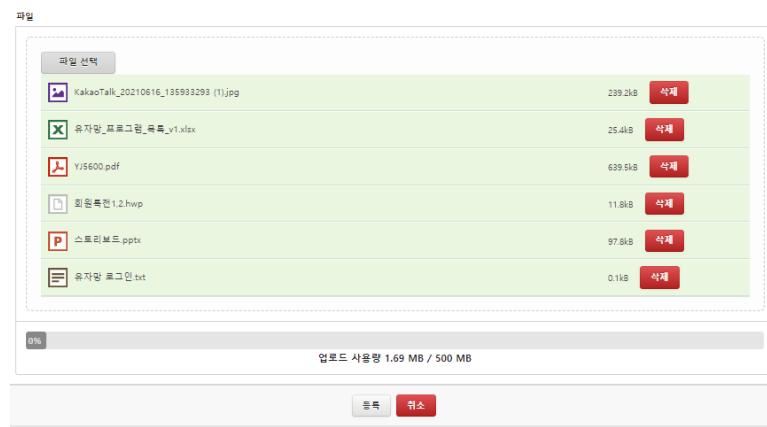 파일
파일 선택
KakaoTalk_20210616_135933293 (1).jpg 239.2kB 삭제
유자망_프로그램_목록_v1.xlsx 25.4kB 삭제
YJ5600.pdf 639.5kB 삭제
회원특전1,2.hwp 11.8kB 삭제
스토리보드.pptx 97.8kB 삭제
유자망 로그인.txt 0.1kB 삭제
0%
업로드 사용량 1.69 MB / 500 MB
등록 취소